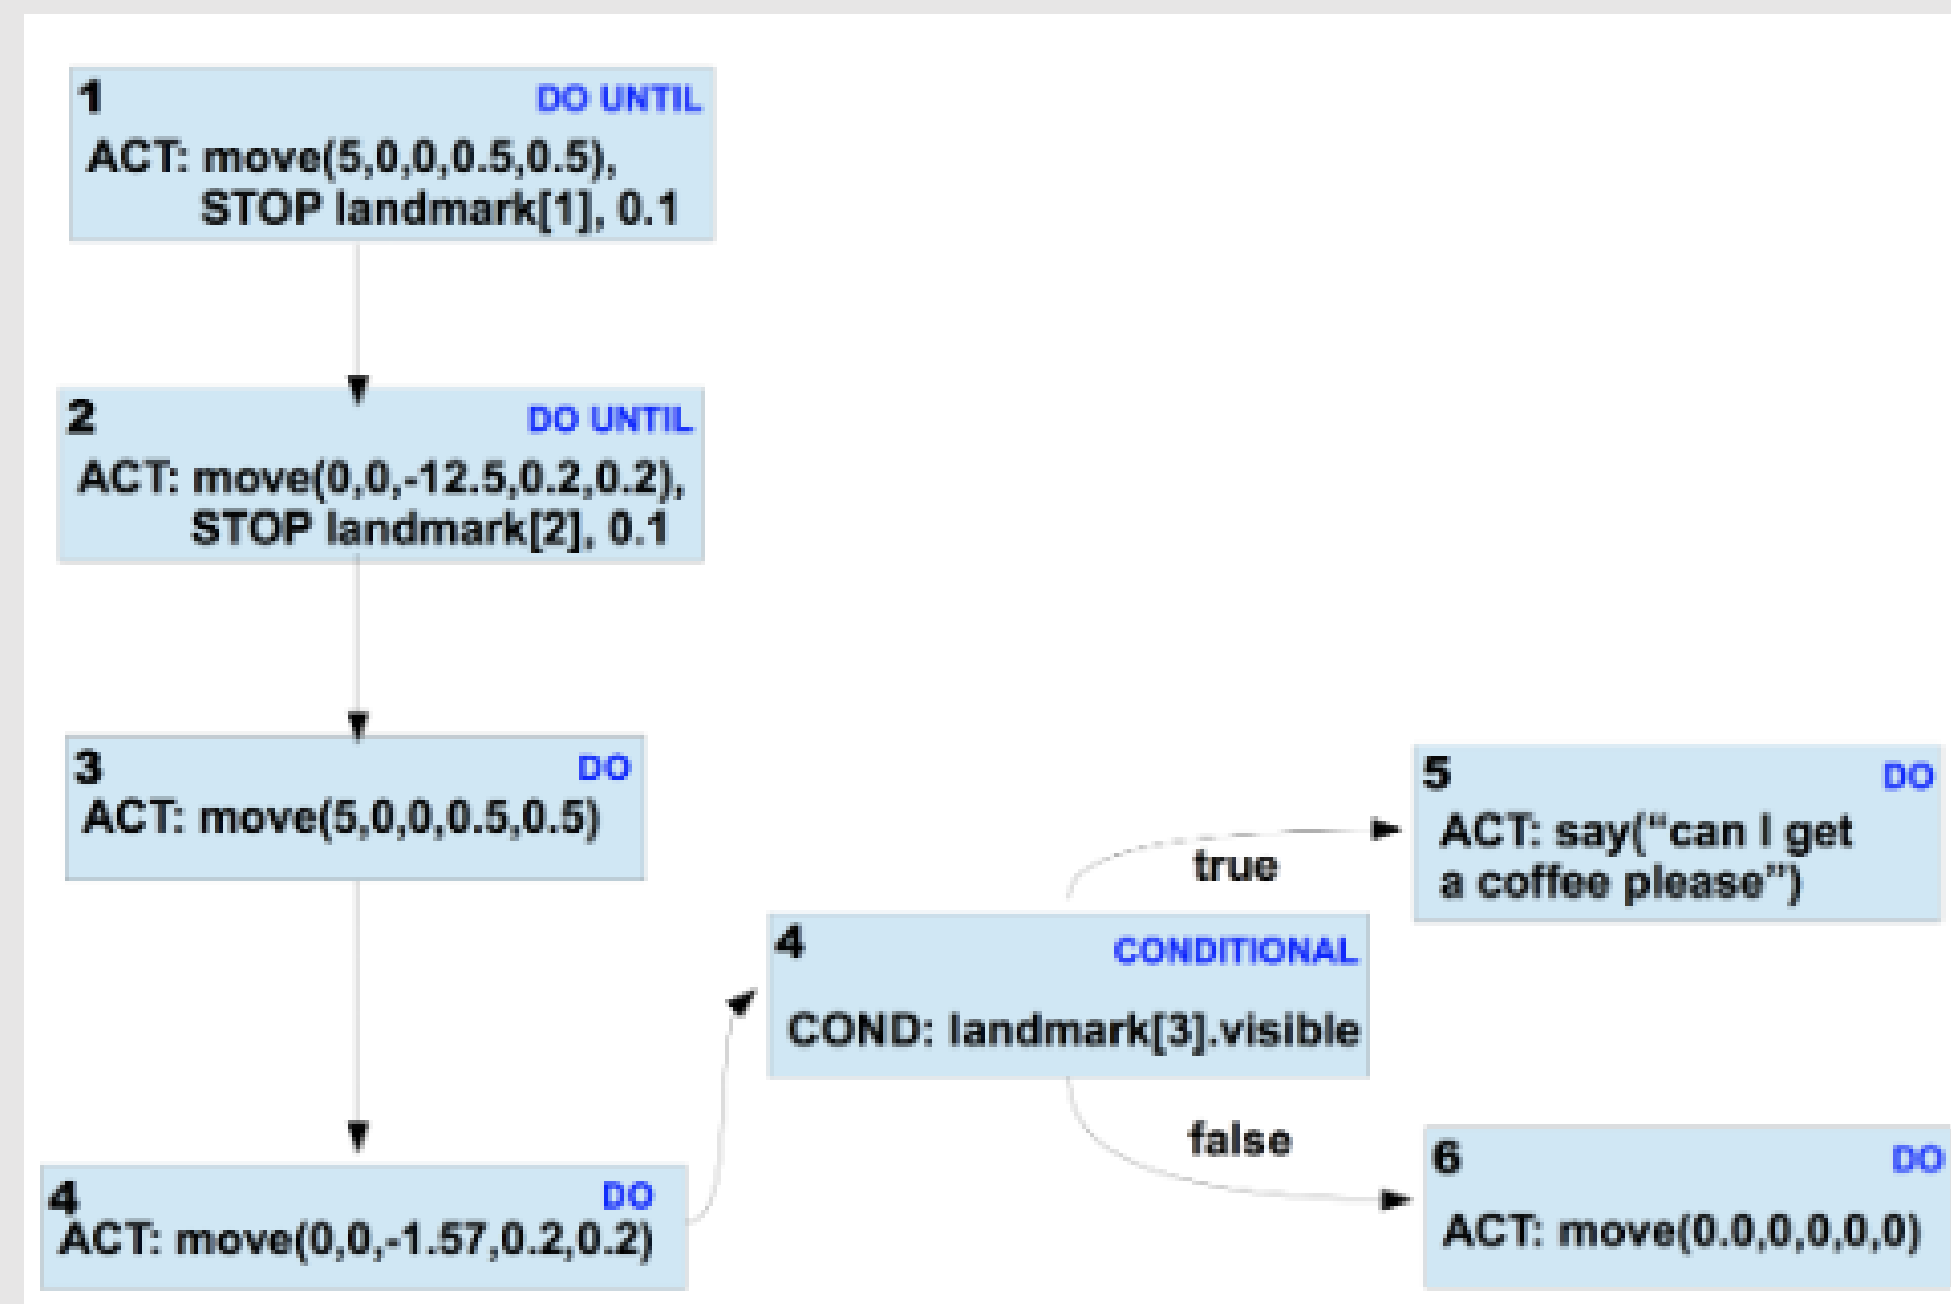 1 DO UNTIL
ACT: move(5,0,0,0.5,0.5),
STOP landmark[1], 0.1
2 DO UNTIL
ACT: move(0,0,-12.5,0.2,0.2),
STOP landmark[2], 0.1
3 DO
ACT: move(5,0,0,0.5,0.5)
4 DO
ACT: move(0,0,-1.57,0.2,0.2)
4 CONDITIONAL
COND: landmark[3].visible
true
5 DO
ACT: say(“can I get
a coffee please”)
false
6 DO
ACT: move(0.0,0,0,0,0)